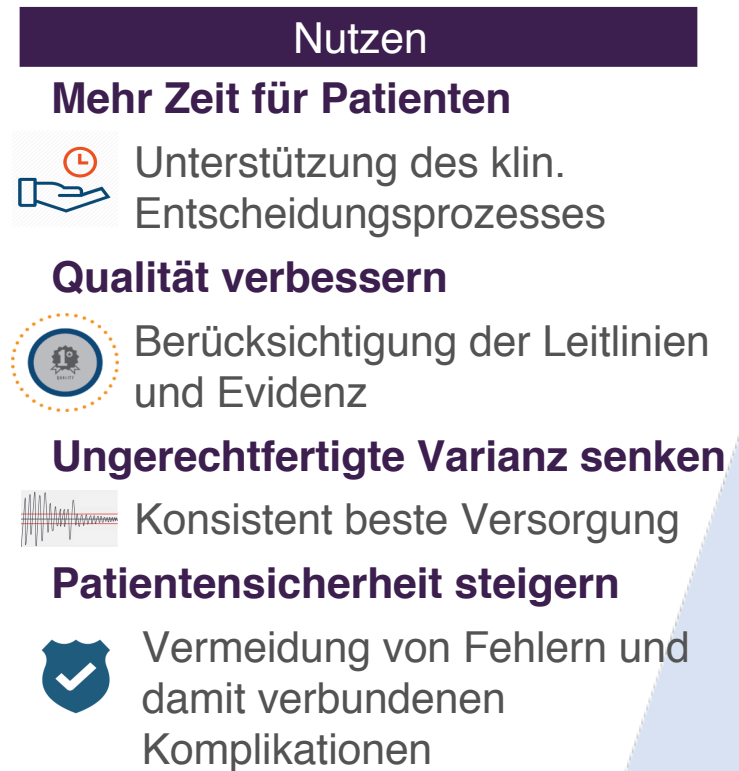 Nutzen
Mehr Zeit für Patienten
Unterstützung des klin.
Entscheidungsprozesses
Qualität verbessern
Berücksichtigung der Leitlinien
und Evidenz
QUALITY
Ungerechtfertigte Varianz senken
Konsistent beste Versorgung
Patientensicherheit steigern
Vermeidung von Fehlern und
damit verbundenen
Komplikationen